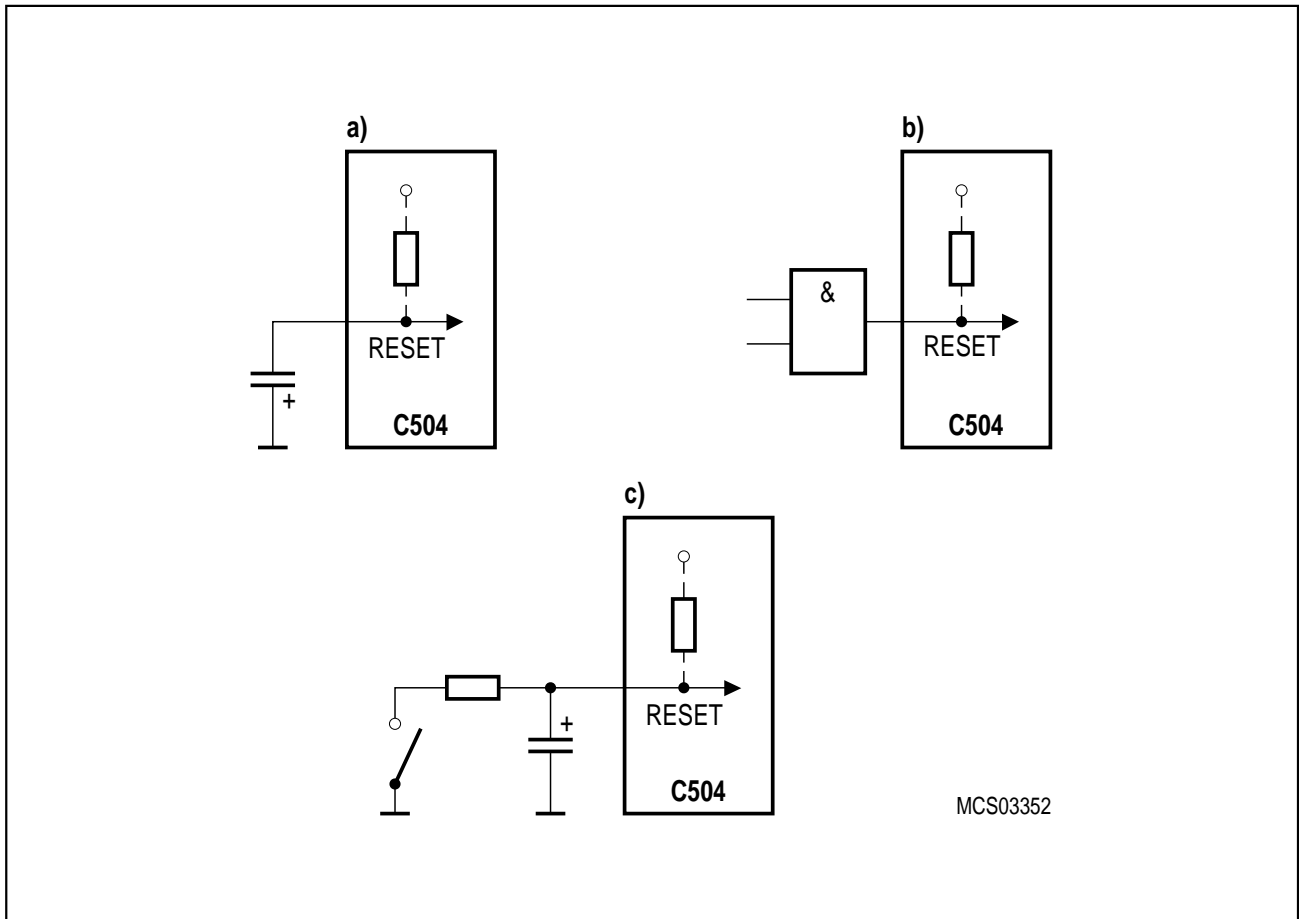 a)
RESET
+
C504
b)
&
RESET
C504
c)
+
RESET
C504
MCS03352